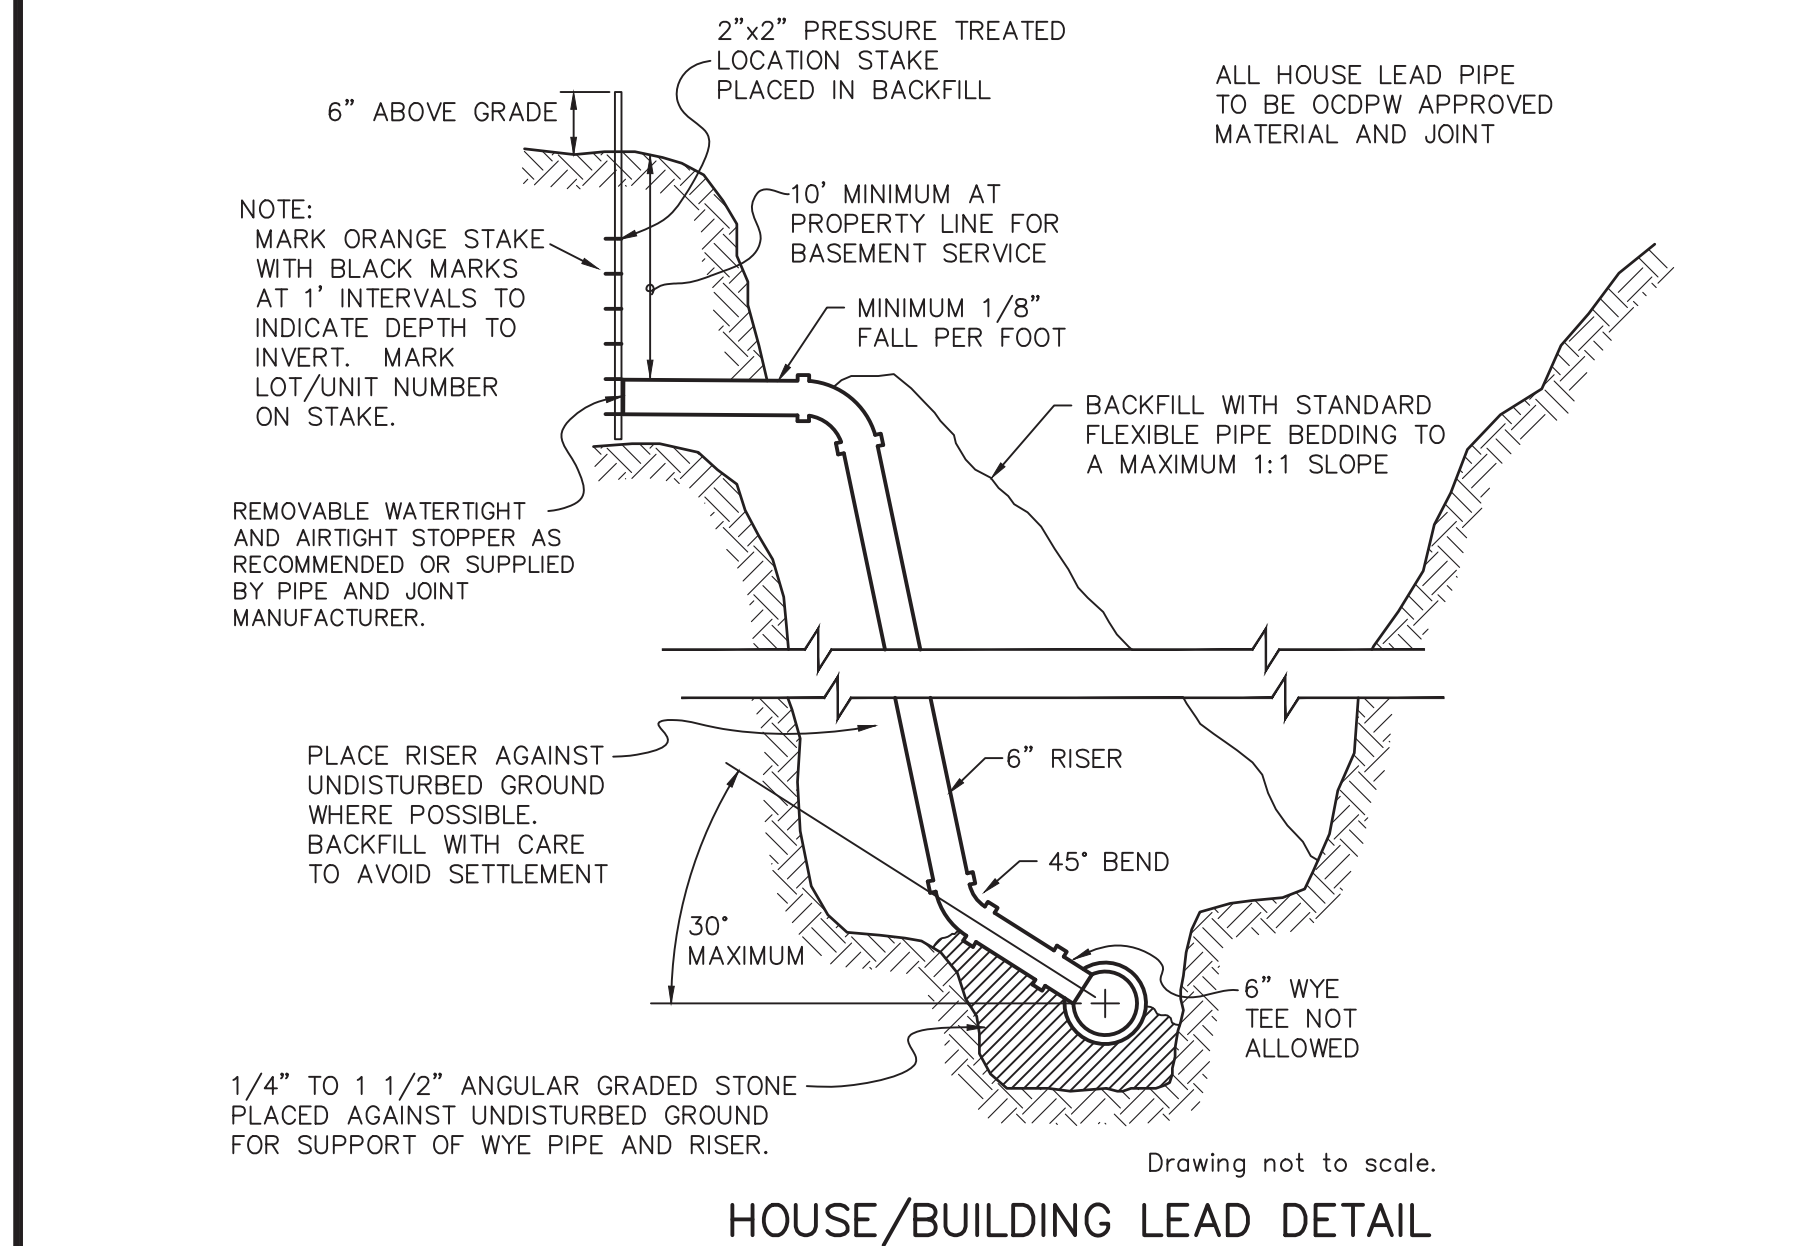 2”x2” PRESSURE TREATED
LOCATION STAKE
PLACED IN BACKFILL
ALL HOUSE LEAD PIPE
TO BE OCDPW APPROVED
MATERIAL AND JOINT
6” ABOVE GRADE
10’ MINIMUM AT
PROPERTY LINE FOR
BASEMENT SERVICE
NOTE:
MARK ORANGE STAKE
WITH BLACK MARKS
AT 1’ INTERVALS TO
INDICATE DEPTH TO
INVERT. MARK
LOT/UNIT NUMBER
ON STAKE.
MINIMUM 1/8”
FALL PER FOOT
BACKFILL WITH STANDARD
FLEXIBLE PIPE BEDDING TO
A MAXIMUM 1:1 SLOPE
REMOVABLE WATERTIGHT
AND AIRTIGHT STOPPER AS
RECOMMENDED OR SUPPLIED
BY PIPE AND JOINT
MANUFACTURER.
PLACE RISER AGAINST
UNDISTURBED GROUND
WHERE POSSIBLE.
BACKFILL WITH CARE
TO AVOID SETTLEMENT
6” RISER
45° BEND
30°
MAXIMUM
6” WYE
TEE NOT
ALLOWED
1/4” TO 1 1/2” ANGULAR GRADED STONE
PLACED AGAINST UNDISTURBED GROUND
FOR SUPPORT OF WYE PIPE AND RISER.
Drawing not to scale.
HOUSE/BUILDING LEAD DETAIL